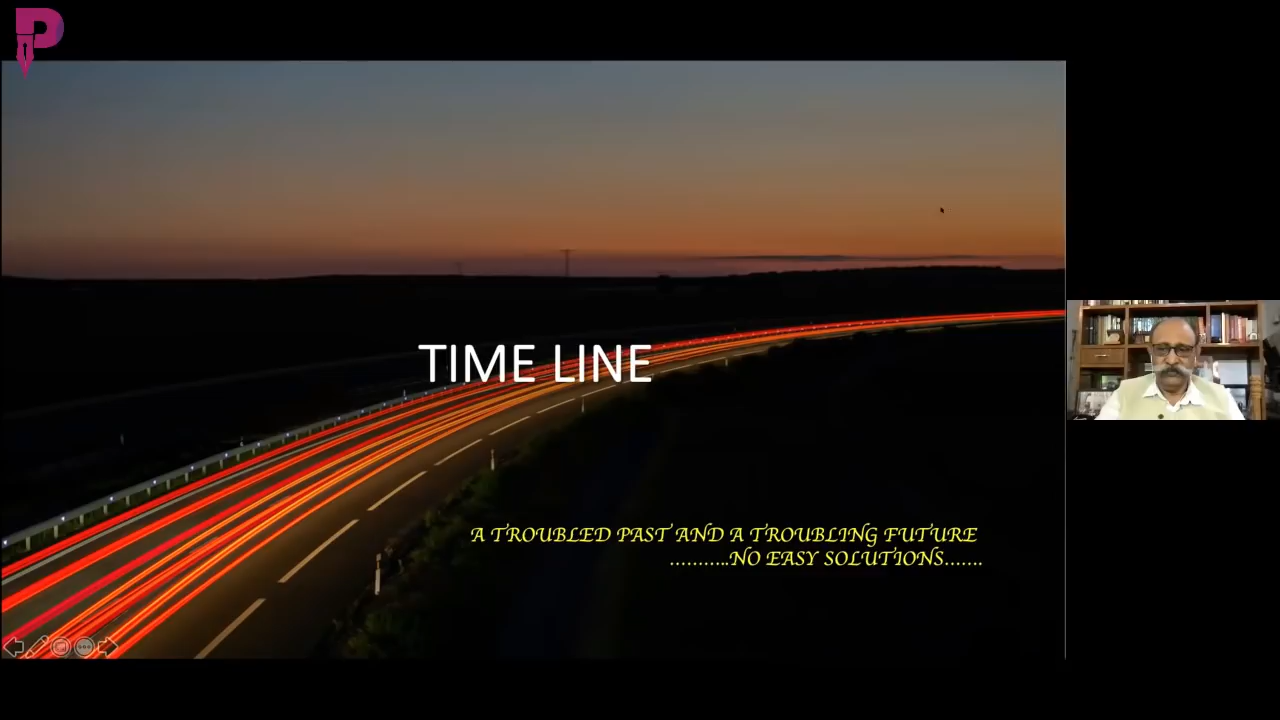 P
TIME LINE
A TROUBLED PAST AND A TROUBLING FUTURE
...........NO EASY SOLUTIONS.......